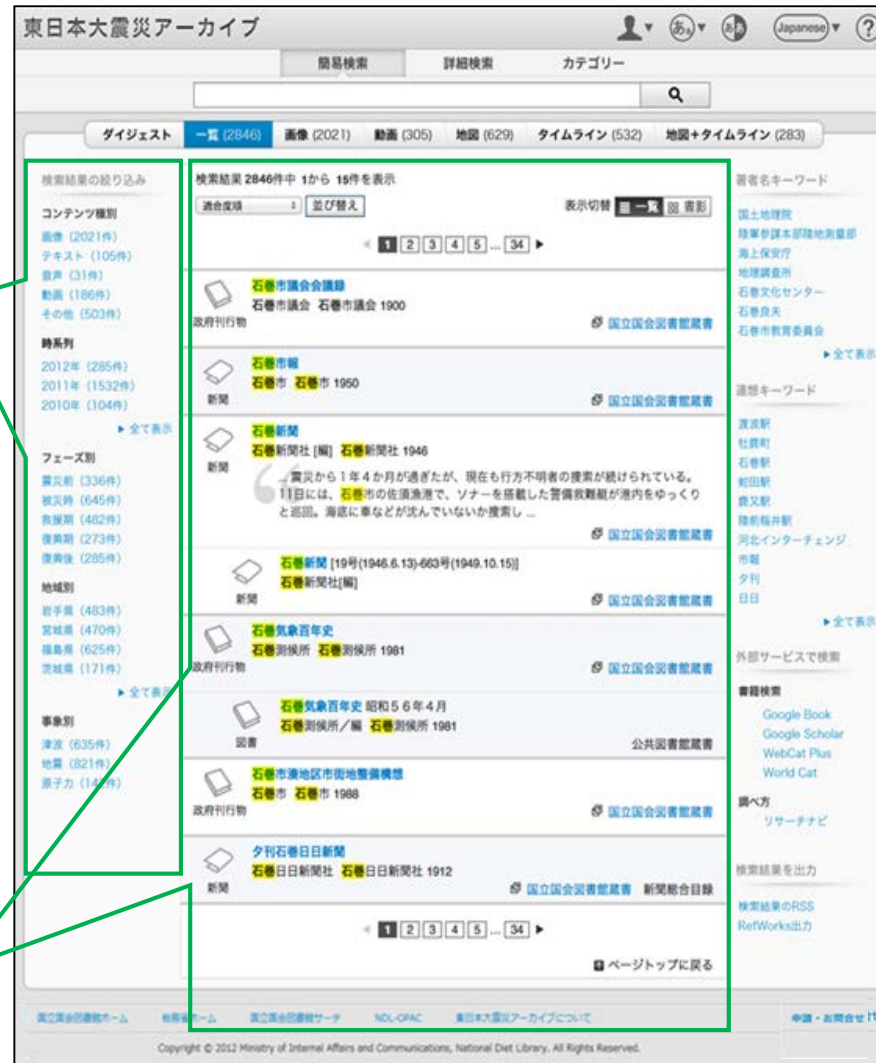 東日本大震災アーカイブ
Japanese
簡易検索 詳細検索 カテゴリー
ダイジェスト 一覧 (2846) 画像 (2021) 動画 (305) 地図 (629) タイムライン (532) 地図+タイムライン (283)
検索結果の絞り込み
コンテンツ種別
画像 (2021件)
テキスト (105件)
音声 (31件)
動画 (186件)
その他 (503件)
時系列
2012年 (285件)
2011年 (1532件)
2010年 (104件)
▶ 全て表示
フェーズ別
震災前 (336件)
被災時 (645件)
救援期 (482件)
復興期 (273件)
復興後 (285件)
地域別
岩手県 (483件)
宮城県 (470件)
福島県 (625件)
茨城県 (171件)
▶ 全て表示
事象別
津波 (635件)
地震 (821件)
原子力
検索結果 2846件中 1から 15件を表示
適合度順 並び替え 表示切替 一覧 書影
1 2 3 4 5 ... 34 ▶
石巻市議会会議録
石巻市議会 石巻市議会 1900
政府刊行物 国立国会図書館蔵書
石巻市報
石巻市 石巻市 1950
新聞 国立国会図書館蔵書
石巻新聞
石巻新聞社 [編] 石巻新聞社 1946
新聞
... 震災から1年4か月が過ぎたが、現在も行方不明者の捜索が続けられている。
11日には、石巻市の佐須漁港で、ソナーを搭載した警備救難艇が港内をゆっくり
と巡回。海底に車などが沈んでいないか捜索し ...
国立国会図書館蔵書
石巻新聞 [19号(1946.6.13)-663号(1949.10.15)]
石巻新聞社[編]
新聞 国立国会図書館蔵書
石巻気象百年史
石巻測候所 石巻測候所 1981
政府刊行物 国立国会図書館蔵書
石巻気象百年史 昭和56年4月
石巻測候所/編 石巻測候所 1981
図書 公共図書館蔵書
石巻市湊地区市街地整備構想
石巻市 石巻市 1988
政府刊行物 国立国会図書館蔵書
夕刊石巻日日新聞
石巻日日新聞社 石巻日日新聞社 1912
新聞 国立国会図書館蔵書 新聞総合目録
1 2 3 4 5 ... 34 ▶
ページトップに戻る
著者名キーワード
国土地理院
陸軍参謀本部陸地測量部
海上保安庁
地理調査所
石巻文化センター
石巻良夫
石巻市教育委員会
▶ 全て表示
連想キーワード
渡波駅
牡鹿町
石巻駅
蛇田駅
鹿又駅
陸前稲井駅
河北インターチェンジ
市報
夕刊
日日
▶ 全て表示
外部サービスで検索
書籍検索
Google Book
Google Scholar
WebCat Plus
World Cat
調べ方
リサーチナビ
検索結果を出力
検索結果のRSS
RefWorks出力
国立国会図書館ホーム 総務省ホーム 国立国会図書館サーチ NDL-OPAC 東日本大震災アーカイブについて 申請・お問合せ
Copyright © 2012 Ministry of Internal Affairs and Communications, National Diet Library. All Rights Reserved.